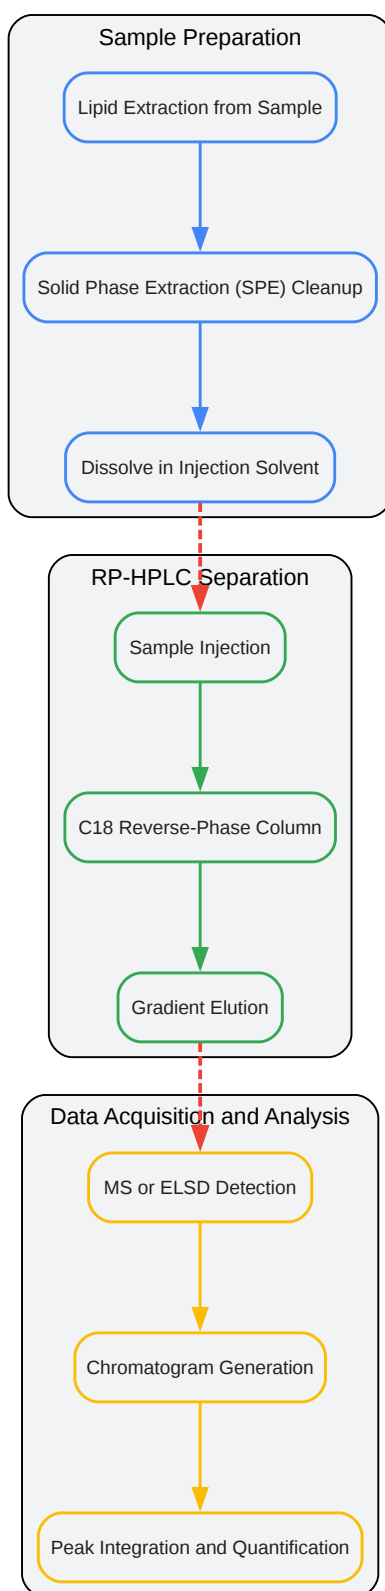 Sample Preparation
Lipid Extraction from Sample
Solid Phase Extraction (SPE) Cleanup
Dissolve in Injection Solvent
RP-HPLC Separation
Sample Injection
C18 Reverse-Phase Column
Gradient Elution
Data Acquisition and Analysis
MS or ELSD Detection
Chromatogram Generation
Peak Integration and Quantification